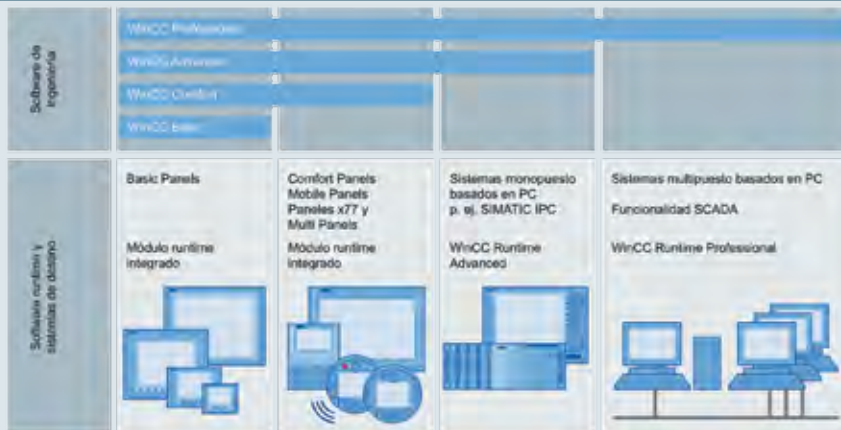 Software de
ingeniería
WinCC Professional
WinCC Advanced
WinCC Comfort
WinCC Basic
Software runtime y
sistemas de destino
Basic Panels
Módulo runtime
integrado
Comfort Panels
Mobile Panels
Paneles x77 y
Multi Panels
Módulo runtime
integrado
Sistemas monopuesto
basados en PC
p. ej. SIMATIC IPC
WinCC Runtime
Advanced
Sistemas multipuesto basados en PC
Funcionalidad SCADA
WinCC Runtime Professional